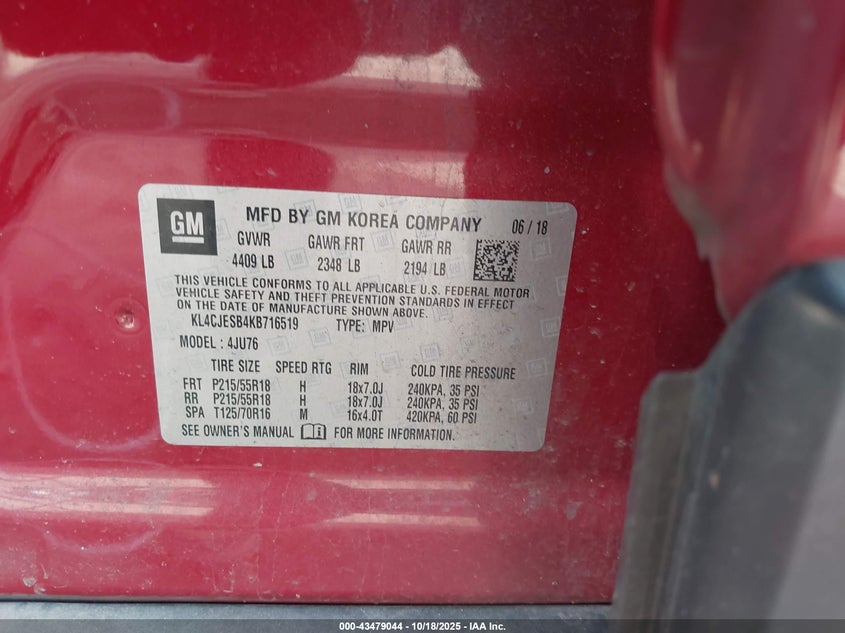 GM MFD BY GM KOREA COMPANY 06 / 18
GVWR GAWR FRT GAWR RR
4409 LB 2348 LB 2194 LB
THIS VEHICLE CONFORMS TO ALL APPLICABLE U.S. FEDERAL MOTOR
VEHICLE SAFETY AND THEFT PREVENTION STANDARDS IN EFFECT
ON THE DATE OF MANUFACTURE SHOWN ABOVE.
KL4CJESB4KB716519 TYPE: MPV
MODEL : 4JU76
TIRE SIZE SPEED RTG RIM COLD TIRE PRESSURE
FRT P215/55R18 H 18x7.0J 240KPA, 35 PSI
RR P215/55R18 H 18x7.0J 240KPA, 35 PSI
SPA T125/70R16 M 16x4.0T 420KPA, 60 PSI
SEE OWNER'S MANUAL FOR MORE INFORMATION.
000-43479044 - 10/18/2025 - IAA Inc.